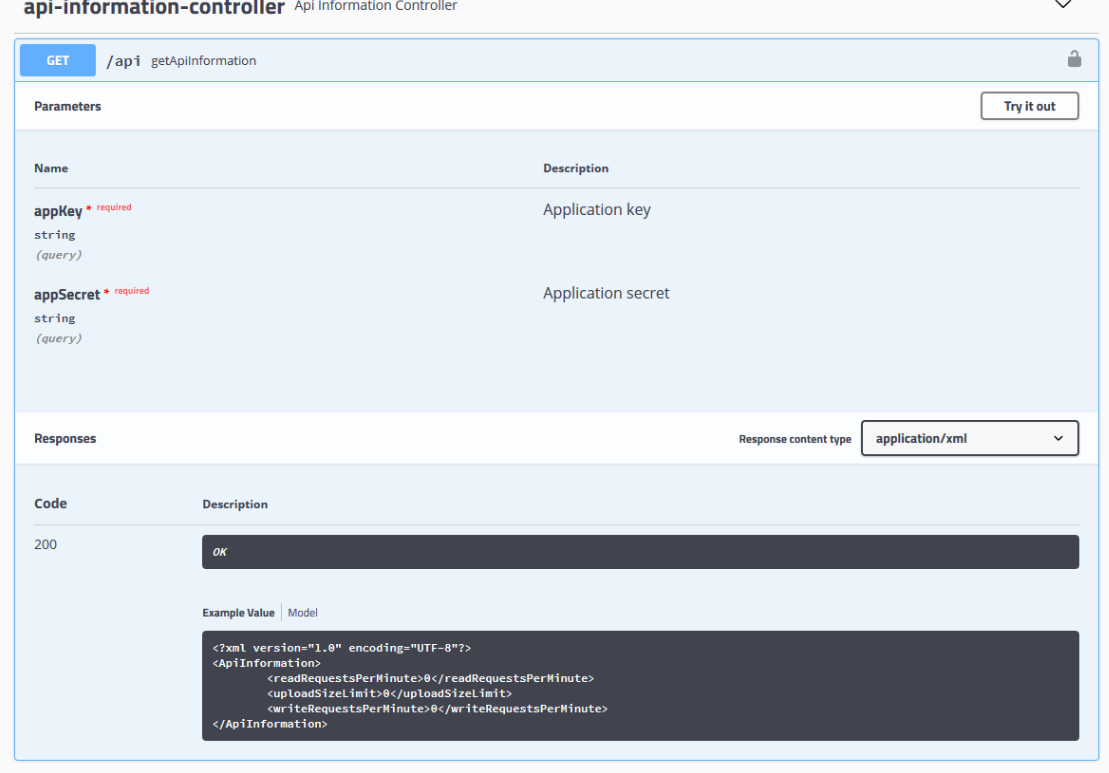 api-information-controller Api Information Controller
GET /api getApiInformation
Parameters
Try it out
Name Description
appKey * required Application key
string
(query)
appSecret * required Application secret
string
(query)
Responses Response content type application/xml
Code Description
200 OK
Example Value Model
<?xml version="1.0" encoding="UTF-8"?>
<ApiInformation>
	<readRequestsPerMinute>0</readRequestsPerMinute>
	<uploadSizeLimit>0</uploadSizeLimit>
	<writeRequestsPerMinute>0</writeRequestsPerMinute>
</ApiInformation>